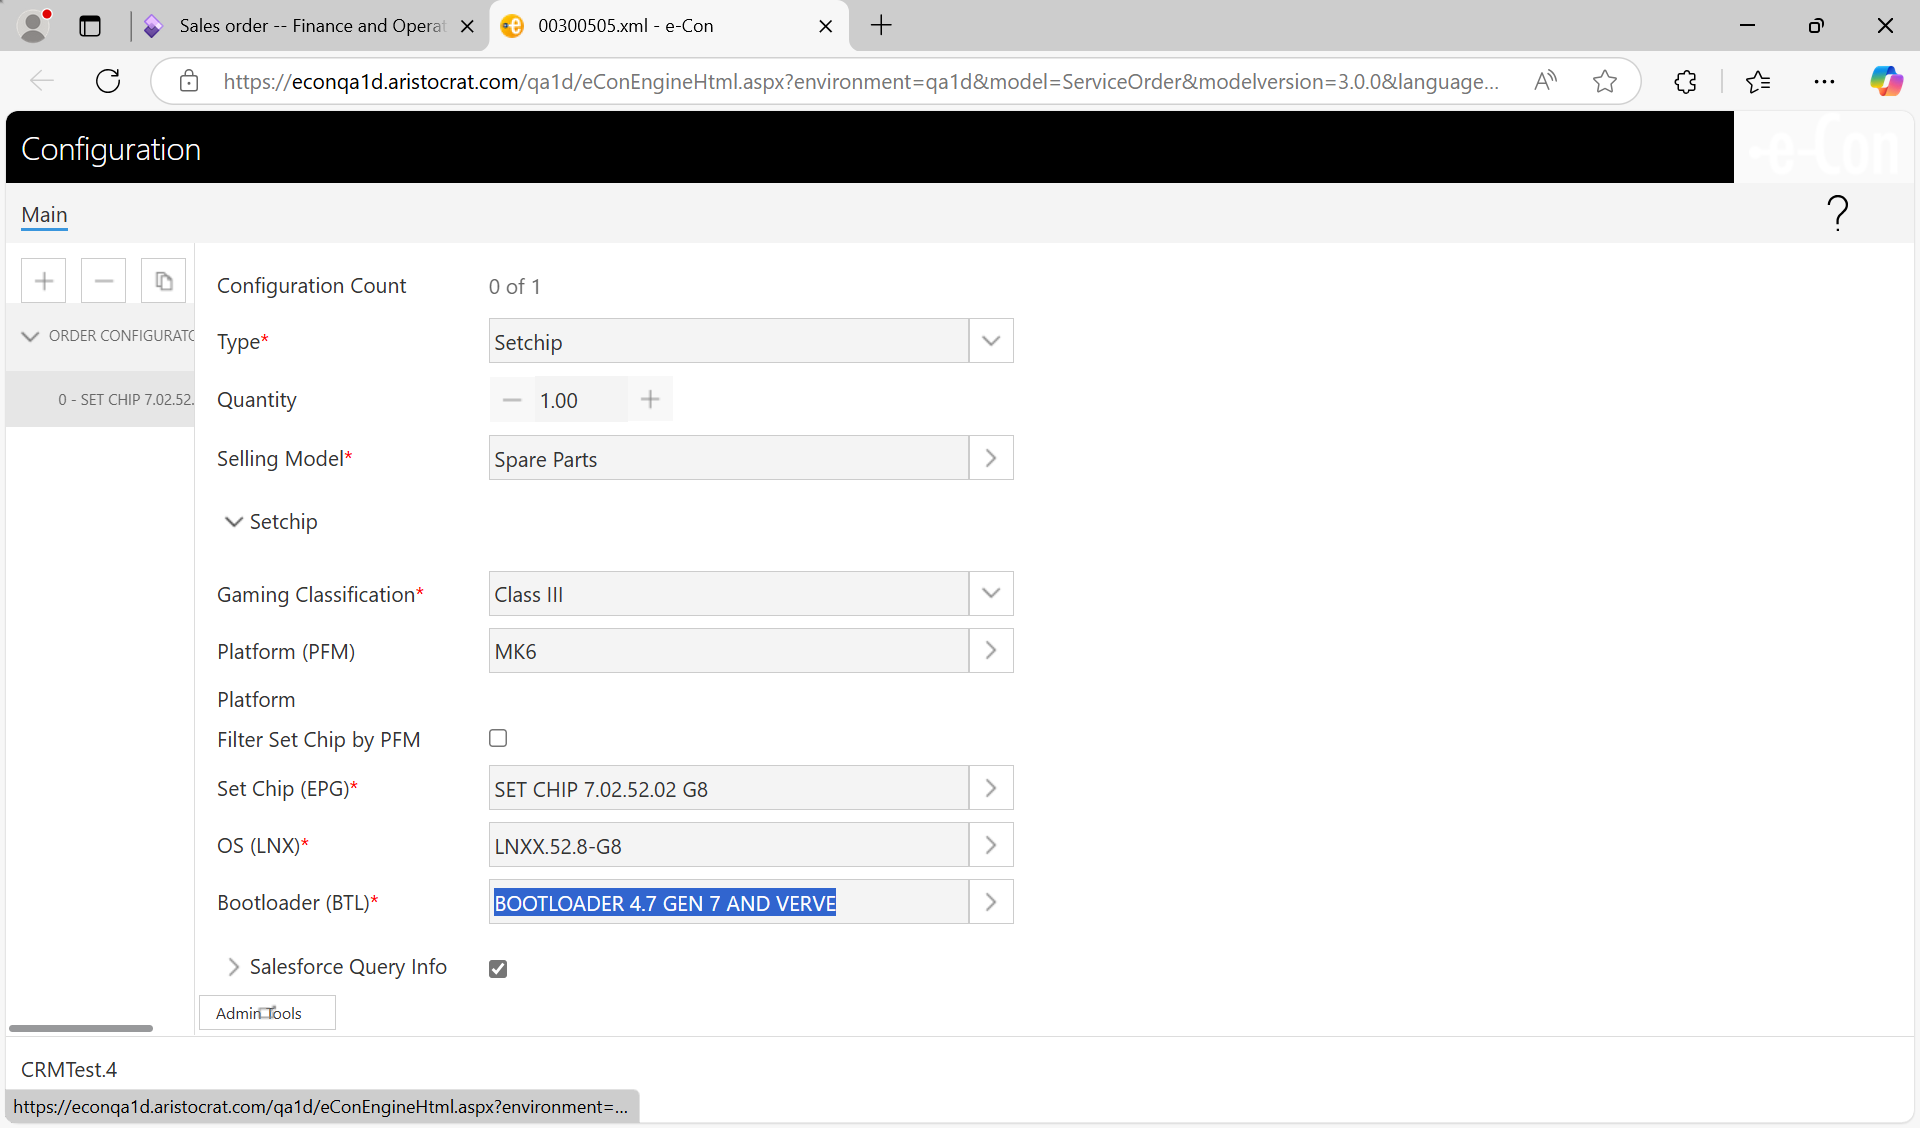 Sales order -- Finance and Operat
00300505.xml - e-Con
https://econqa1d.aristocrat.com/qa1d/eConEngineHtml.aspx?environment=qa1d&model=ServiceOrder&modelversion=3.0.0&language...
Configuration
-e-Con
Main
?
Configuration Count 0 of 1
ORDER CONFIGURATO
Type* Setchip
0 - SET CHIP 7.02.52.
Quantity 1.00
Selling Model* Spare Parts
Setchip
Gaming Classification* Class III
Platform (PFM) MK6
Platform
Filter Set Chip by PFM
Set Chip (EPG)* SET CHIP 7.02.52.02 G8
OS (LNX)* LNXX.52.8-G8
Bootloader (BTL)* BOOTLOADER 4.7 GEN 7 AND VERVE
Salesforce Query Info
Admin Tools
CRMTest.4
https://econqa1d.aristocrat.com/qa1d/eConEngineHtml.aspx?environment=...